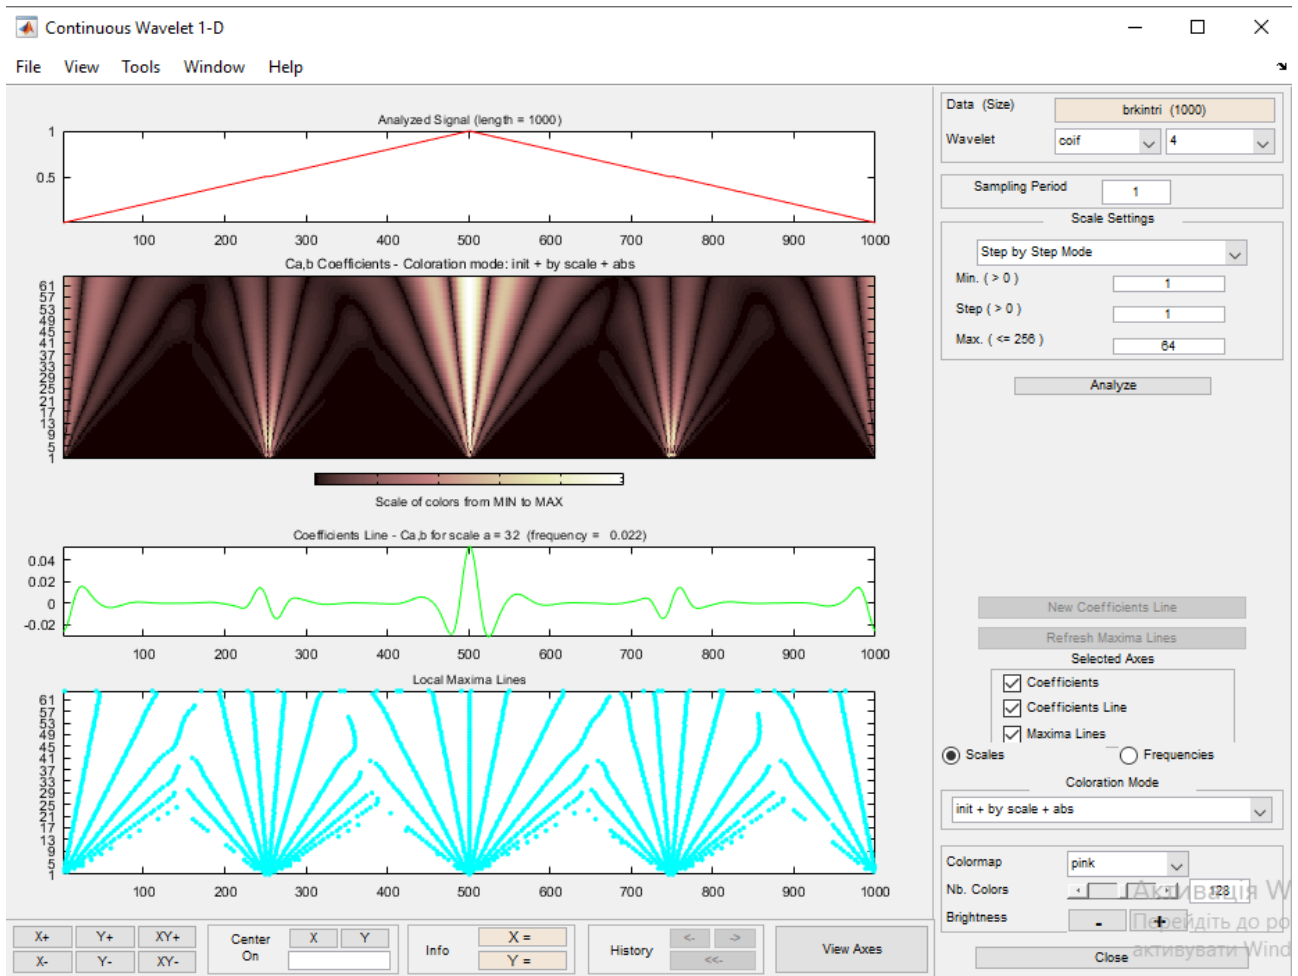 Continuous Wavelet 1-D
File View Tools Window Help
Analyzed Signal (length = 1000)
1
0.5
100 200 300 400 500 600 700 800 900 1000
Ca,b Coefficients - Coloration mode: init + by scale + abs
61
57
53
49
45
41
37
33
29
25
21
17
13
9
5
1
Scale of colors from MIN to MAX
Coefficients Line - Ca,b for scale a = 32 (frequency = 0.022)
0.04
0.02
0
-0.02
100 200 300 400 500 600 700 800 900 1000
Local Maxima Lines
61
57
53
49
45
41
37
33
29
25
21
17
13
9
5
1
100 200 300 400 500 600 700 800 900 1000
Data (Size) brkintri (1000)
Wavelet coif 4
Sampling Period 1
Scale Settings
Step by Step Mode
Min. ( > 0 ) 1
Step ( > 0 ) 1
Max. ( <= 256 ) 64
Analyze
New Coefficients Line
Refresh Maxima Lines
Selected Axes
Coefficients
Coefficients Line
Maxima Lines
Scales Frequencies
Coloration Mode
init + by scale + abs
Colormap pink
Nb. Colors 128
Brightness - +
Активація W
Перейдіть до ро
активувати Wind
X+ Y+ XY+
X- Y- XY-
Center On X Y
Info X = Y =
History <- -> <<-
View Axes
Close